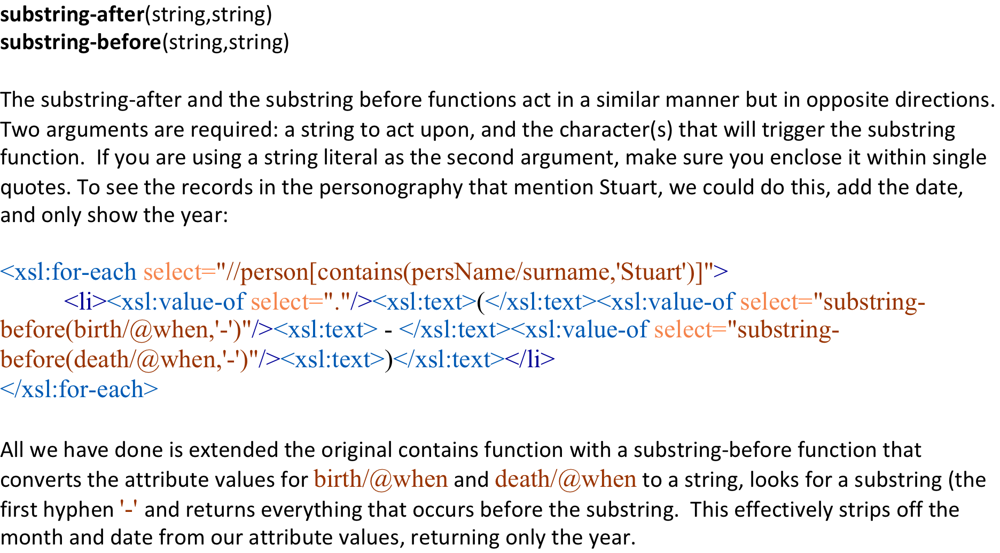 substring-after(string,string)
substring-before(string,string)
The substring-after and the substring before functions act in a similar manner but in opposite directions.
Two arguments are required: a string to act upon, and the character(s) that will trigger the substring
function.  If you are using a string literal as the second argument, make sure you enclose it within single
quotes. To see the records in the personography that mention Stuart, we could do this, add the date,
and only show the year:
<xsl:for-each select="//person[contains(persName/surname,'Stuart')]">
<li><xsl:value-of select="."/><xsl:text>(</xsl:text><xsl:value-of select="substring-
before(birth/@when,'-')"/><xsl:text> - </xsl:text><xsl:value-of select="substring-
before(death/@when,'-')"/><xsl:text>)</xsl:text></li>
</xsl:for-each>
All we have done is extended the original contains function with a substring-before function that
converts the attribute values for birth/@when and death/@when to a string, looks for a substring (the
first hyphen '-' and returns everything that occurs before the substring.  This effectively strips off the
month and date from our attribute values, returning only the year.